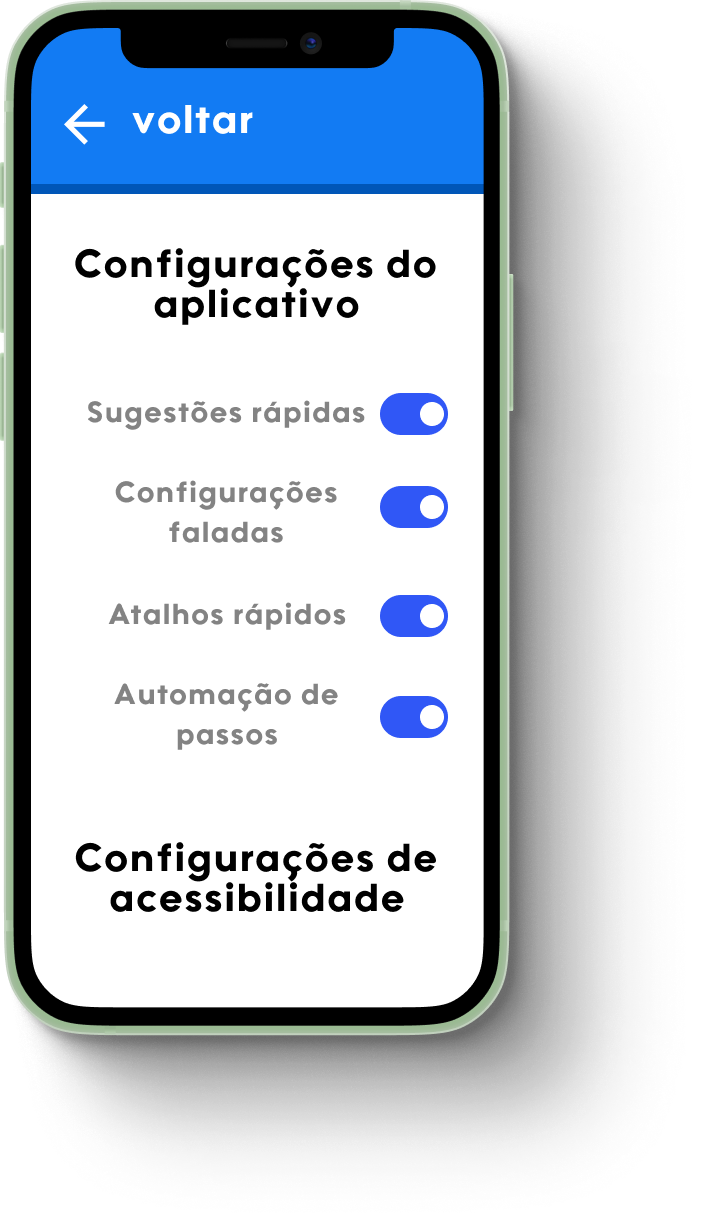 voltar
Configurações do
aplicativo
Sugestões rápidas
Configurações
faladas
Atalhos rápidos
Automação de
passos
Configurações de
acessibilidade